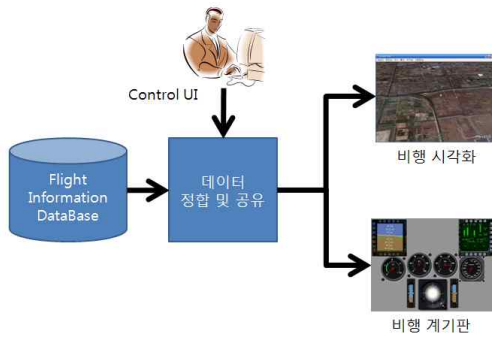 Control UI
Flight
Information
DataBase
데이터
정합 및 공유
비행 시각화
비행 계기판